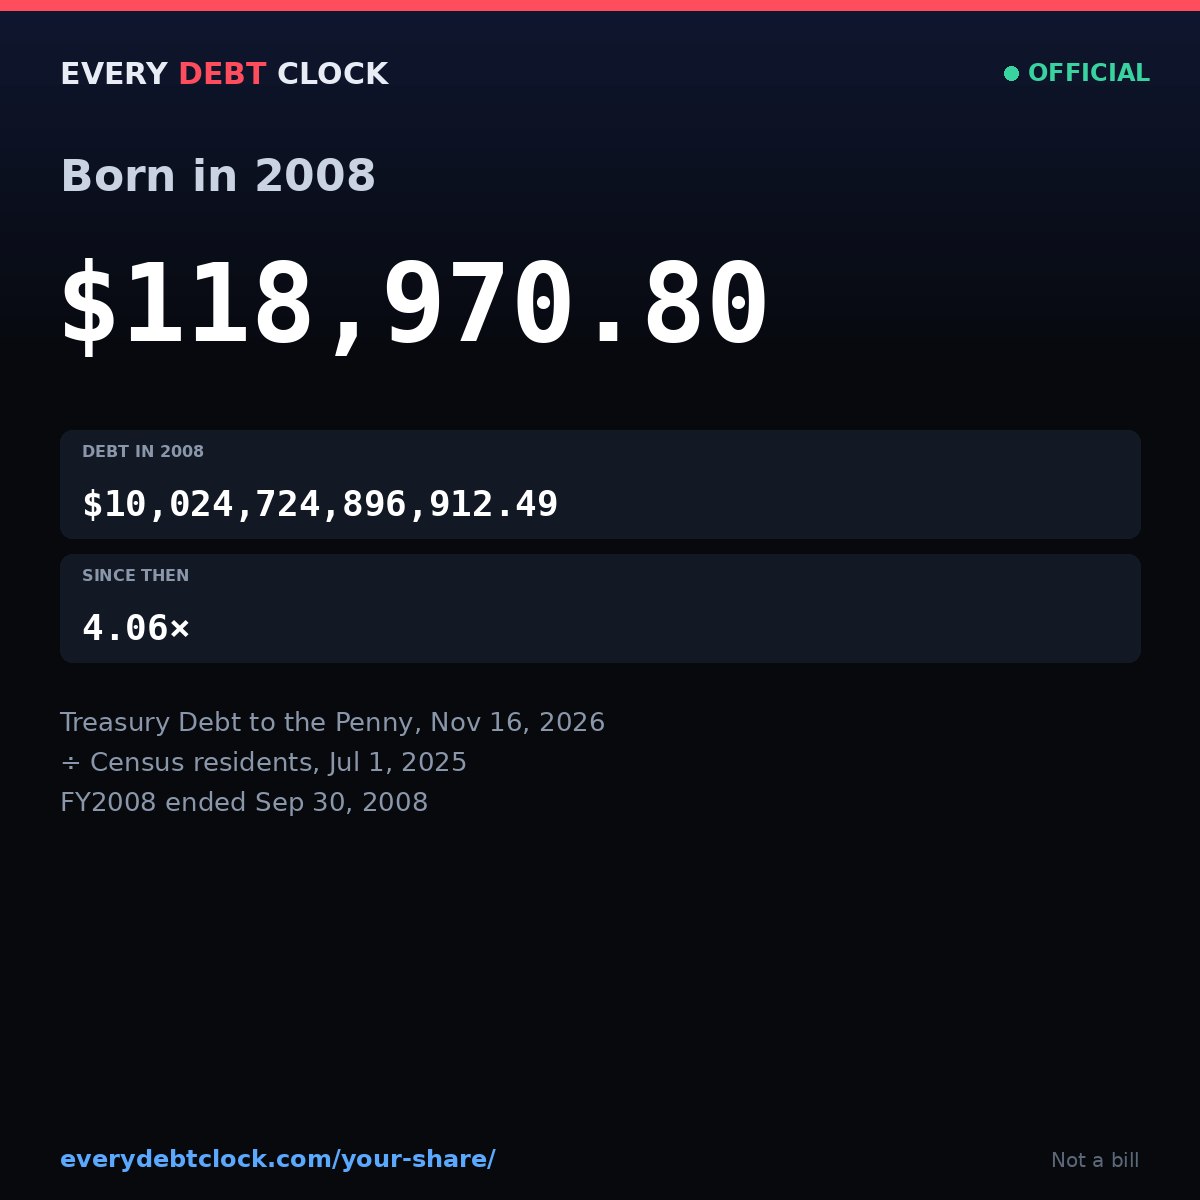 EVERY DEBT CLOCK
OFFICIAL
Born in 2008
$118,970.80
DEBT IN 2008
$10,024,724,896,912.49
SINCE THEN
4.06×
Treasury Debt to the Penny, Nov 16, 2026
÷ Census residents, Jul 1, 2025
FY2008 ended Sep 30, 2008
everydebtclock.com/your-share/
Not a bill